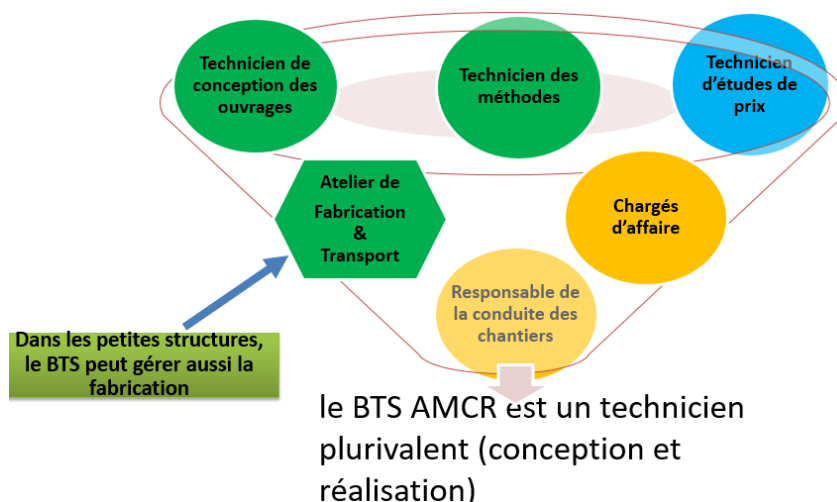 Technicien de
conception des
ouvrages
Technicien des
méthodes
Technicien
d'études de
prix
Atelier de
Fabrication
&
Transport
Chargés
d'affaire
Responsable de
la conduite des
chantiers
Dans les petites structures,
le BTS peut gérer aussi la
fabrication
le BTS AMCR est un technicien
plurivalent (conception et
réalisation)